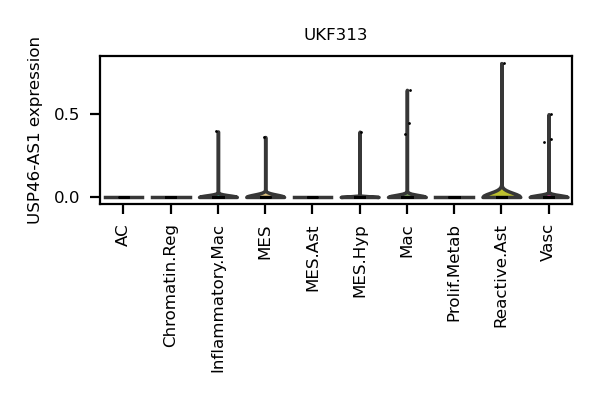 UKF313
USP46-AS1 expression
0.5
0.0
AC
Chromatin.Reg
Inflammatory.Mac
MES
MES.Ast
MES.Hyp
Mac
Prolif.Metab
Reactive.Ast
Vasc